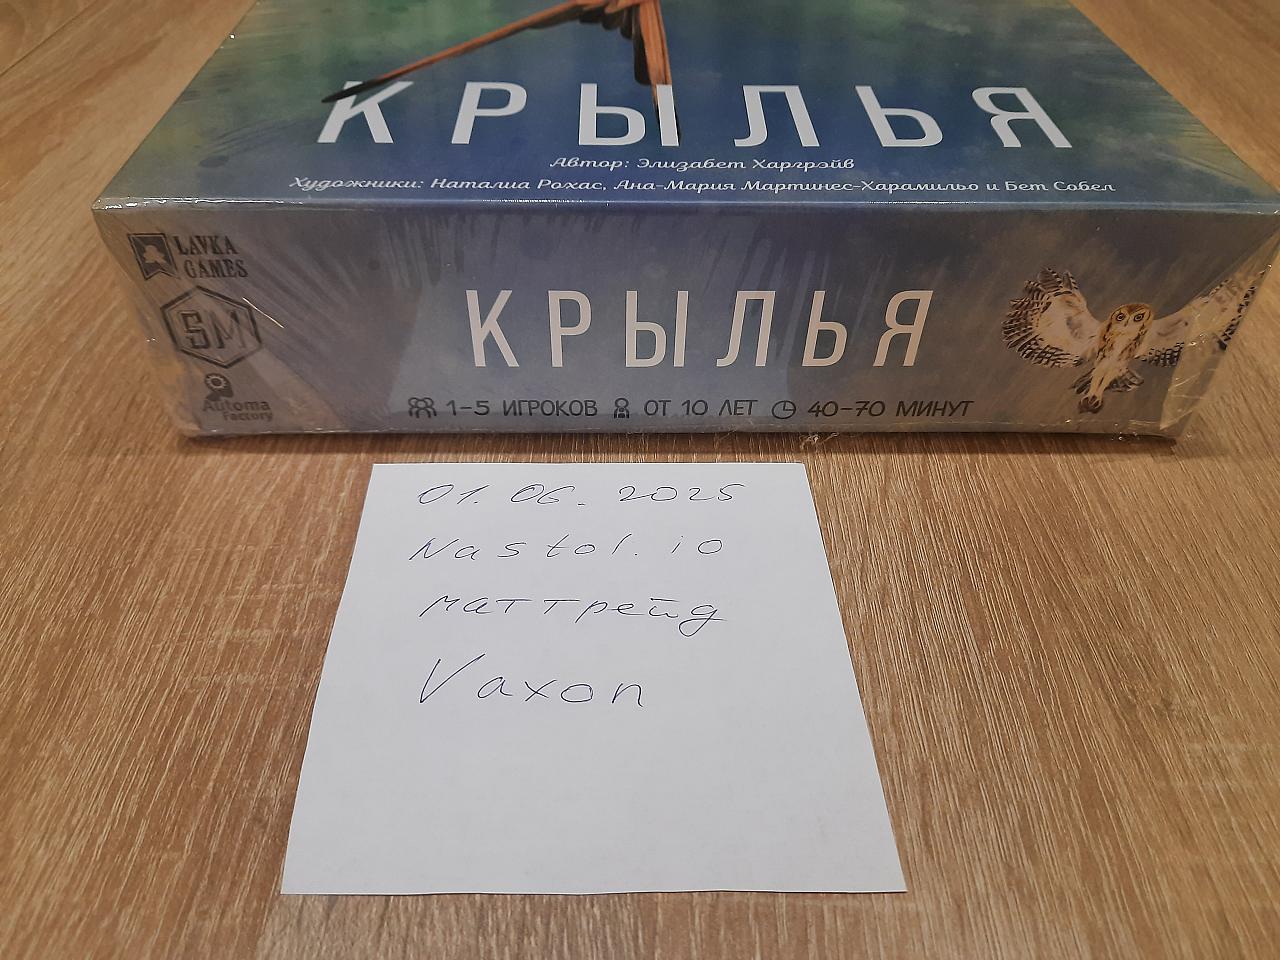 КРЫЛЬЯ
Автор: Элизабет Харгрэйв
Художники: Наталиа Рохас, Ана-Мария Мартинес-Харамильо и Бет Собел
LAVKA
GAMES
SM
Automa
Factory
КРЫЛЬЯ
1-5 ИГРОКОВ ОТ 10 ЛЕТ 40-70 МИНУТ
01.06.2025
Nastol.io
маттрейд
Vaxon